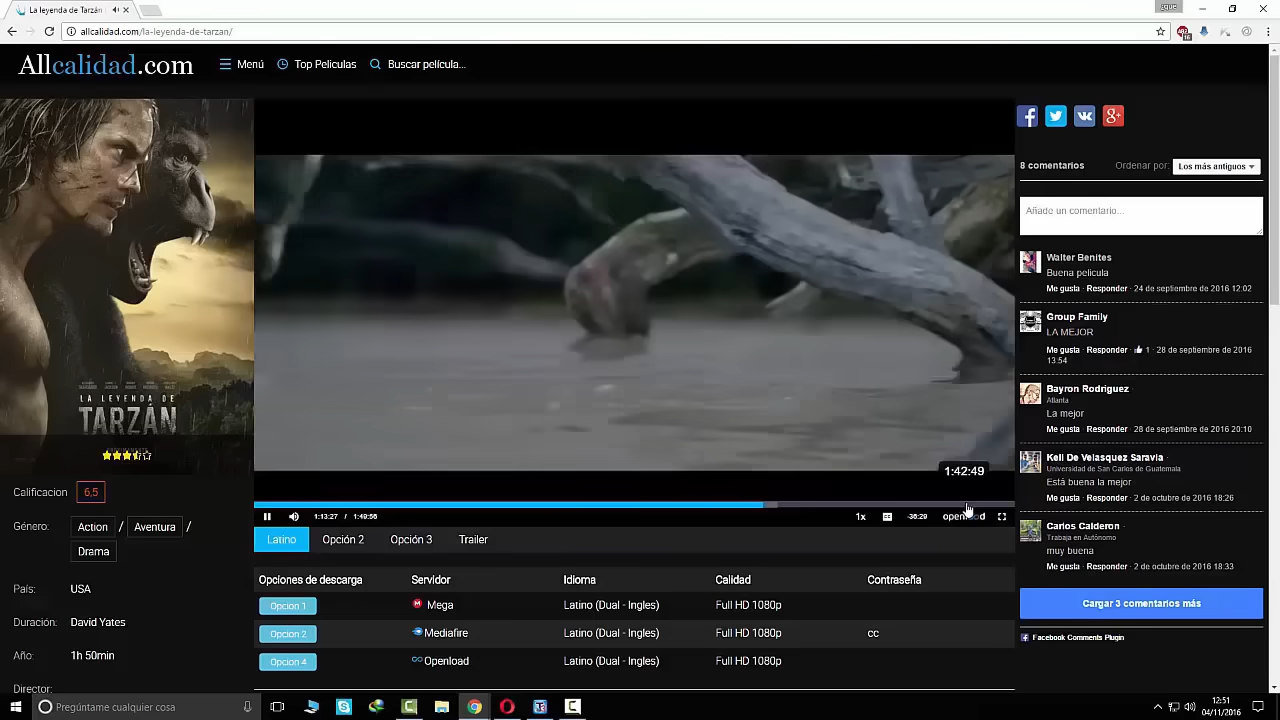 La leyenda de Tarzán
allcalidad.com/la-leyenda-de-tarzan/
Allcalidad.com
Menú
Top Peliculas
Buscar película...
LA LEYENDA DE
TARZÁN
Calificacion 6,5
Género: Action / Aventura /
Drama
País: USA
Duración: David Yates
Año: 1h 50min
Director:
1:42:49
1:13:27 / 1:49:56
1x
-36:29
openload
Latino Opción 2 Opción 3 Trailer
Opciones de descarga Servidor Idioma Calidad Contraseña
Opcion 1 Mega Latino (Dual - Ingles) Full HD 1080p
Opcion 2 Mediafire Latino (Dual - Ingles) Full HD 1080p cc
Opcion 4 Openload Latino (Dual - Ingles) Full HD 1080p
8 comentarios Ordenar por: Los más antiguos
Añade un comentario...
Walter Benites
Buena pelicula
Me gusta · Responder · 24 de septiembre de 2016 12:02
Group Family
LA MEJOR
Me gusta · Responder · 1 · 28 de septiembre de 2016
13:54
Bayron Rodriguez
Atlanta
La mejor
Me gusta · Responder · 28 de septiembre de 2016 20:10
Keli De Velasquez Saravia ·
Universidad de San Carlos de Guatemala
Está buena la mejor
Me gusta · Responder · 2 de octubre de 2016 18:26
Carlos Calderon ·
Trabaja en Autónomo
muy buena
Me gusta · Responder · 2 de octubre de 2016 18:33
Cargar 3 comentarios más
Facebook Comments Plugin
Pregúntame cualquier cosa
12:51
04/11/2016